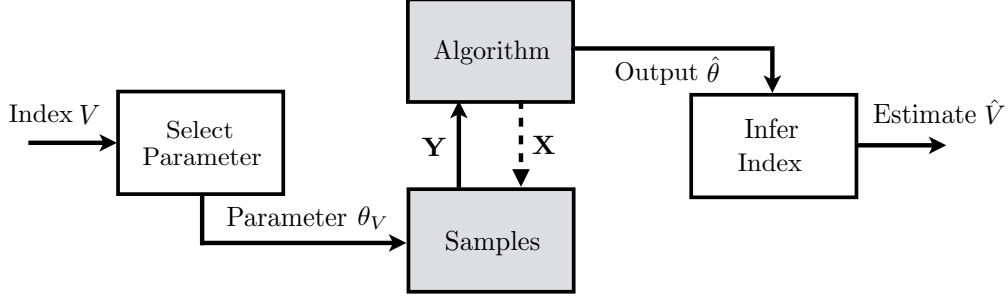 Index V
Select
Parameter
Parameter θ_V
Algorithm
Y
X
Samples
Output θ̂
Infer
Index
Estimate V̂